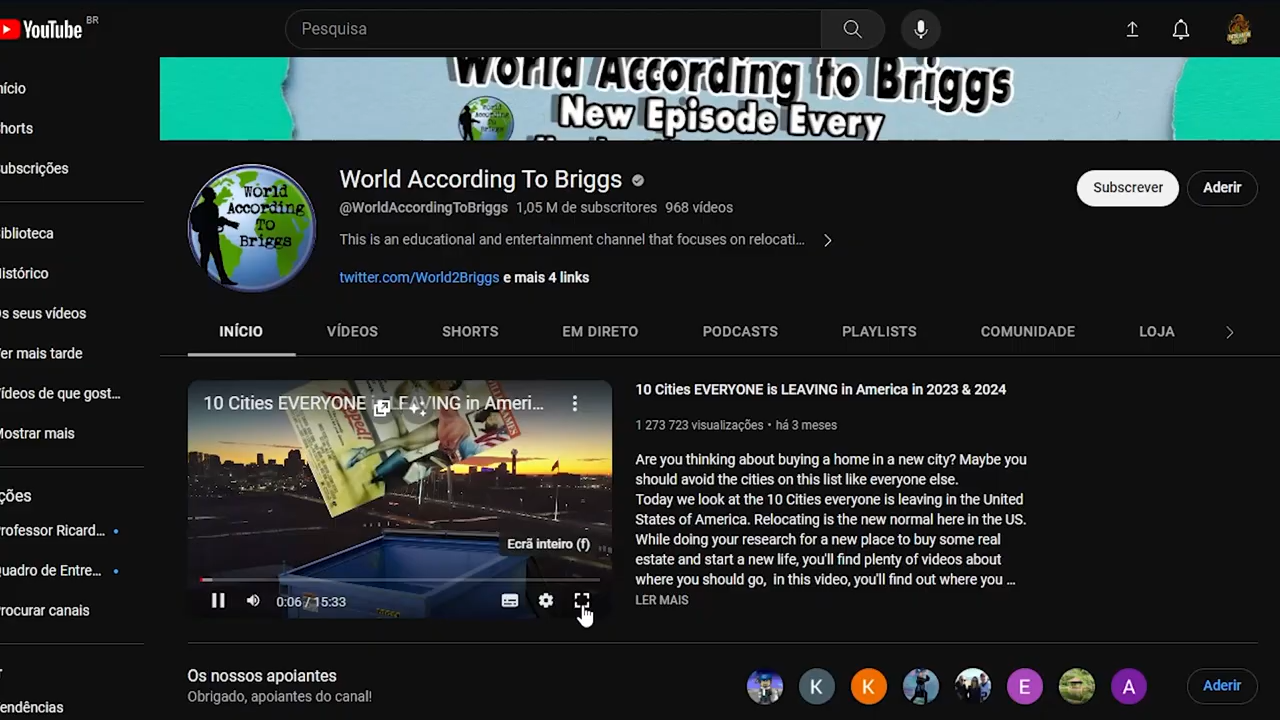 YouTube BR
Pesquisa
nício
horts
ubscrições
iblioteca
istórico
s seus vídeos
er mais tarde
ídeos de que gost...
ostrar mais
ções
rofessor Ricard...
uadro de Entre...
rocurar canais
endências
World According to Briggs
New Episode Every
World
According
To
Briggs
World According To Briggs
@WorldAccordingToBriggs 1,05 M de subscritores 968 vídeos
This is an educational and entertainment channel that focuses on relocati...
twitter.com/World2Briggs e mais 4 links
Subscrever
Aderir
INÍCIO VÍDEOS SHORTS EM DIRETO PODCASTS PLAYLISTS COMUNIDADE LOJA
10 Cities EVERYONE is LEAVING in Ameri...
Ecrã inteiro (f)
0:06 / 15:33
10 Cities EVERYONE is LEAVING in America in 2023 & 2024
1 273 723 visualizações • há 3 meses
Are you thinking about buying a home in a new city? Maybe you
should avoid the cities on this list like everyone else.
Today we look at the 10 Cities everyone is leaving in the United
States of America. Relocating is the new normal here in the US.
While doing your research for a new place to buy some real
estate and start a new life, you'll find plenty of videos about
where you should go, in this video, you'll find out where you ...
LER MAIS
Os nossos apoiantes
Obrigado, apoiantes do canal!
K K E A
Aderir